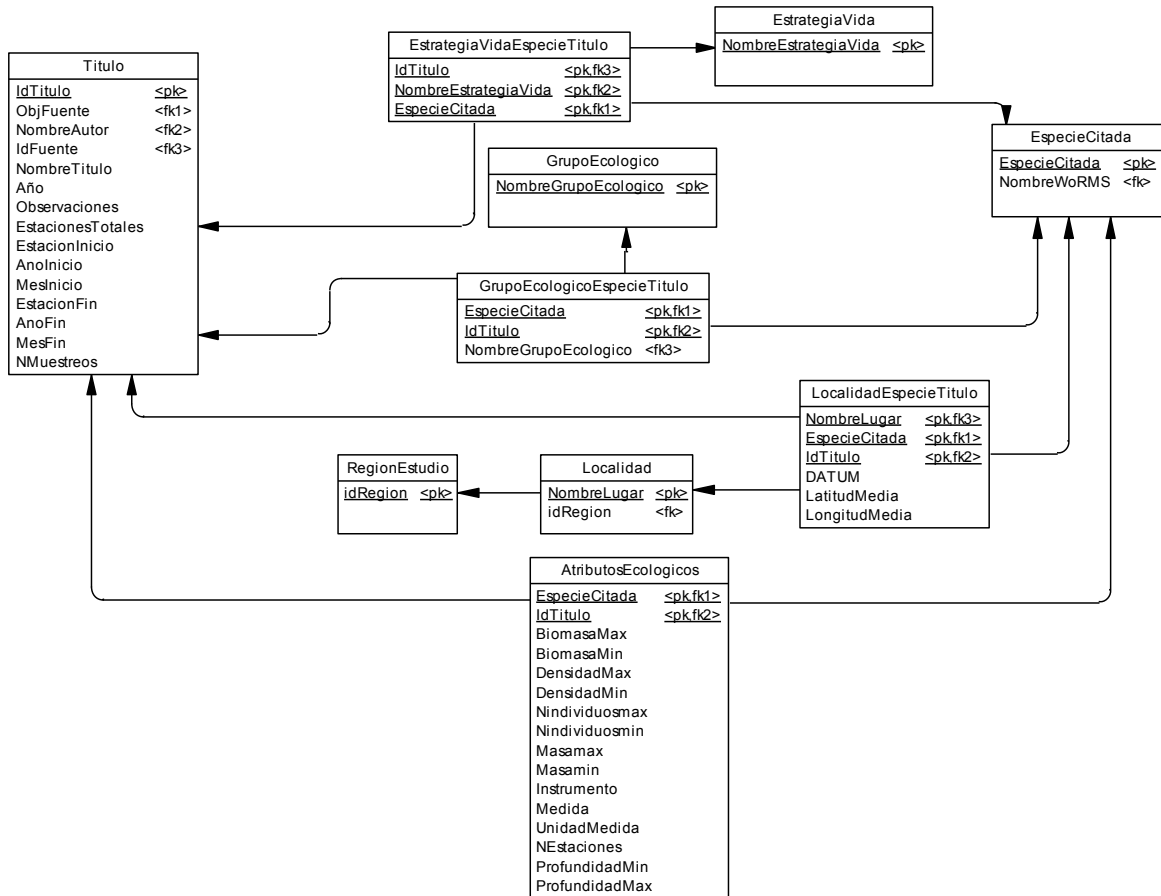 EstrategiaVida
NombreEstrategiaVida <pk>
EstrategiaVidaEspecieTitulo
IdTitulo <pk,fk3>
NombreEstrategiaVida <pk,fk2>
EspecieCitada <pk,fk1>
Titulo
IdTitulo <pk>
ObjFuente <fk1>
NombreAutor <fk2>
IdFuente <fk3>
NombreTitulo
Año
Observaciones
EstacionesTotales
EstacionInicio
AnoInicio
MesInicio
EstacionFin
AnoFin
MesFin
NMuestreos
EspecieCitada
EspecieCitada <pk>
NombreWoRMS <fk>
GrupoEcologico
NombreGrupoEcologico <pk>
GrupoEcologicoEspecieTitulo
EspecieCitada <pk,fk1>
IdTitulo <pk,fk2>
NombreGrupoEcologico <fk3>
LocalidadEspecieTitulo
NombreLugar <pk,fk3>
EspecieCitada <pk,fk1>
IdTitulo <pk,fk2>
DATUM
LatitudMedia
LongitudMedia
RegionEstudio
idRegion <pk>
Localidad
NombreLugar <pk>
idRegion <fk>
AtributosEcologicos
EspecieCitada <pk,fk1>
IdTitulo <pk,fk2>
BiomasaMax
BiomasaMin
DensidadMax
DensidadMin
Nindividuosmax
Nindividuosmin
Masamax
Masamin
Instrumento
Medida
UnidadMedida
NEstaciones
ProfundidadMin
ProfundidadMax